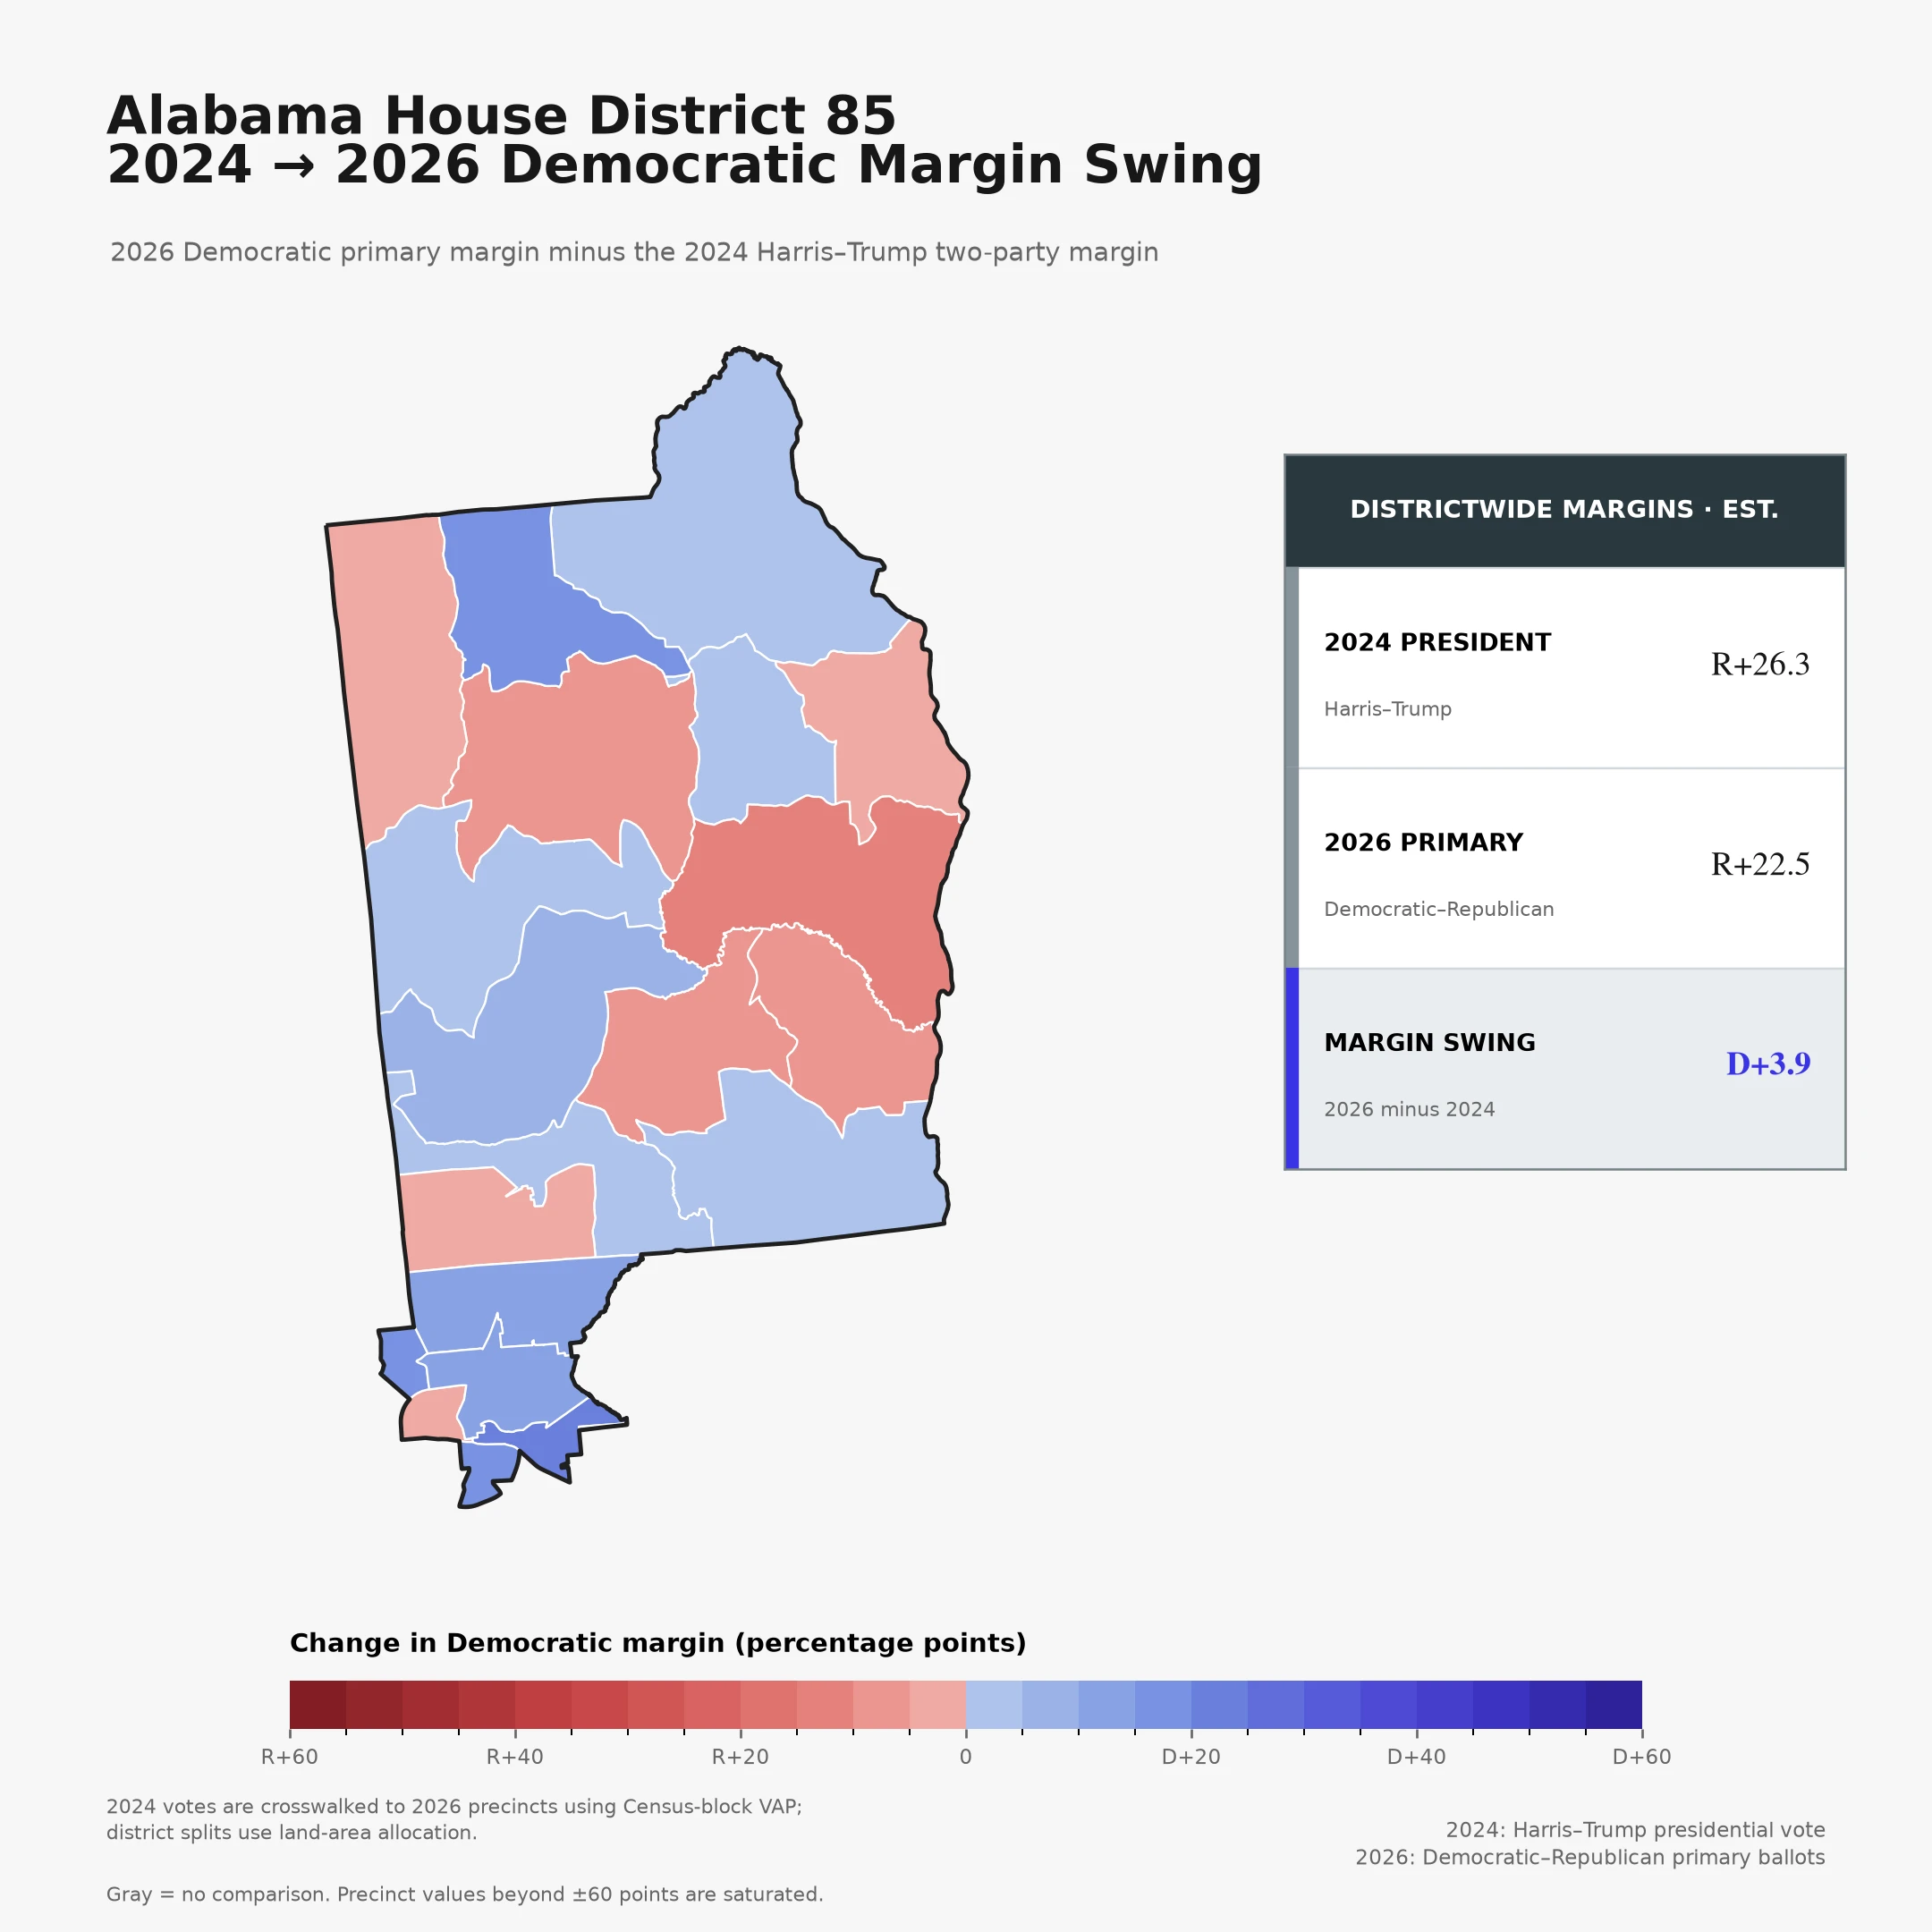 Alabama House District 85
2024 → 2026 Democratic Margin Swing
2026 Democratic primary margin minus the 2024 Harris–Trump two-party margin
DISTRICTWIDE MARGINS · EST.
2024 PRESIDENT
R+26.3
Harris–Trump
2026 PRIMARY
R+22.5
Democratic–Republican
MARGIN SWING
D+3.9
2026 minus 2024
Change in Democratic margin (percentage points)
R+60 R+40 R+20 0 D+20 D+40 D+60
2024 votes are crosswalked to 2026 precincts using Census-block VAP;
district splits use land-area allocation.
2024: Harris–Trump presidential vote
2026: Democratic–Republican primary ballots
Gray = no comparison. Precinct values beyond ±60 points are saturated.